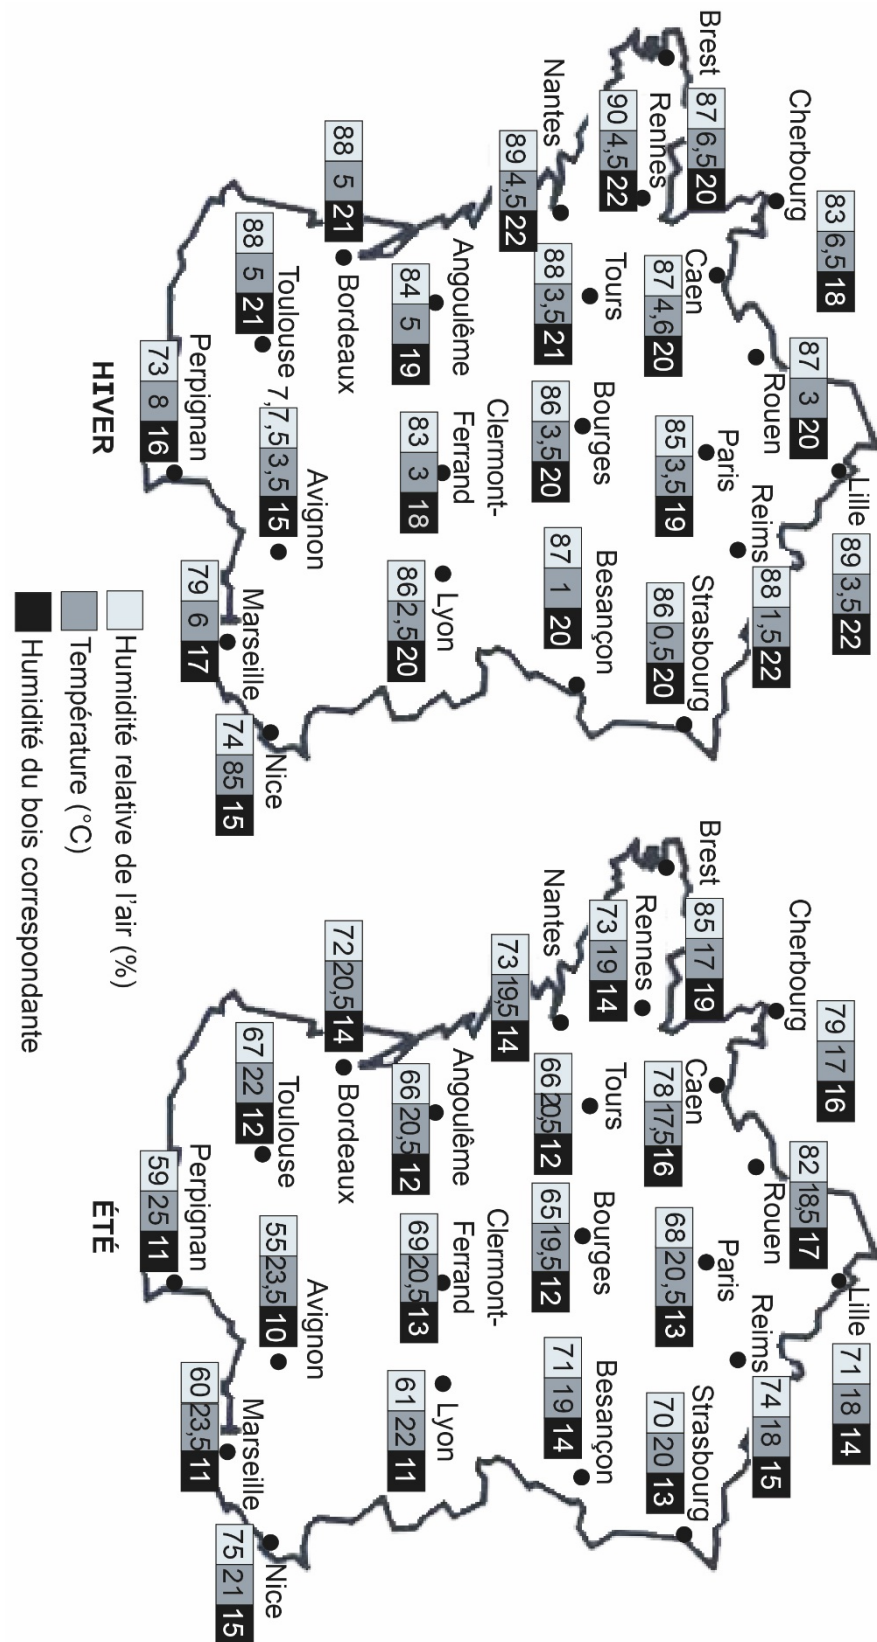 Cherbourg
83 6,5 18
Brest
87 6,5 20
Rennes
90 4,5 22
Nantes
89 4,5 22
Caen
87 4,6 20
Rouen
87 3 20
Lille
89 3,5 22
Paris
85 3,5 19
Reims
88 1,5 22
Strasbourg
86 0,5 20
Tours
88 3,5 21
Bourges
86 3,5 20
Besançon
87 1 20
Angoulême
84 5 19
Clermont-
Ferrand
83 3 18
Lyon
86 2,5 20
88 5 21
Bordeaux
Toulouse
88 5 21
Avignon
7,7,5 3,5 15
Perpignan
73 8 16
Marseille
79 6 17
Nice
74 85 15
HIVER
Cherbourg
79 17 16
Brest
85 17 19
Rennes
73 19 14
Nantes
73 19,5 14
Caen
78 17,5 16
Rouen
82 18,5 17
Lille
71 18 14
Paris
68 20,5 13
Reims
74 18 15
Strasbourg
70 20 13
Tours
66 20,5 12
Bourges
65 19,5 12
Besançon
71 19 14
Angoulême
66 20,5 12
Clermont-
Ferrand
69 20,5 13
Lyon
61 22 11
72 20,5 14
Bordeaux
Toulouse
67 22 12
Avignon
55 23,5 10
Perpignan
59 25 11
Marseille
60 23,5 11
Nice
75 21 15
ÉTÉ
Humidité relative de l'air (%)
Température (°C)
Humidité du bois correspondante